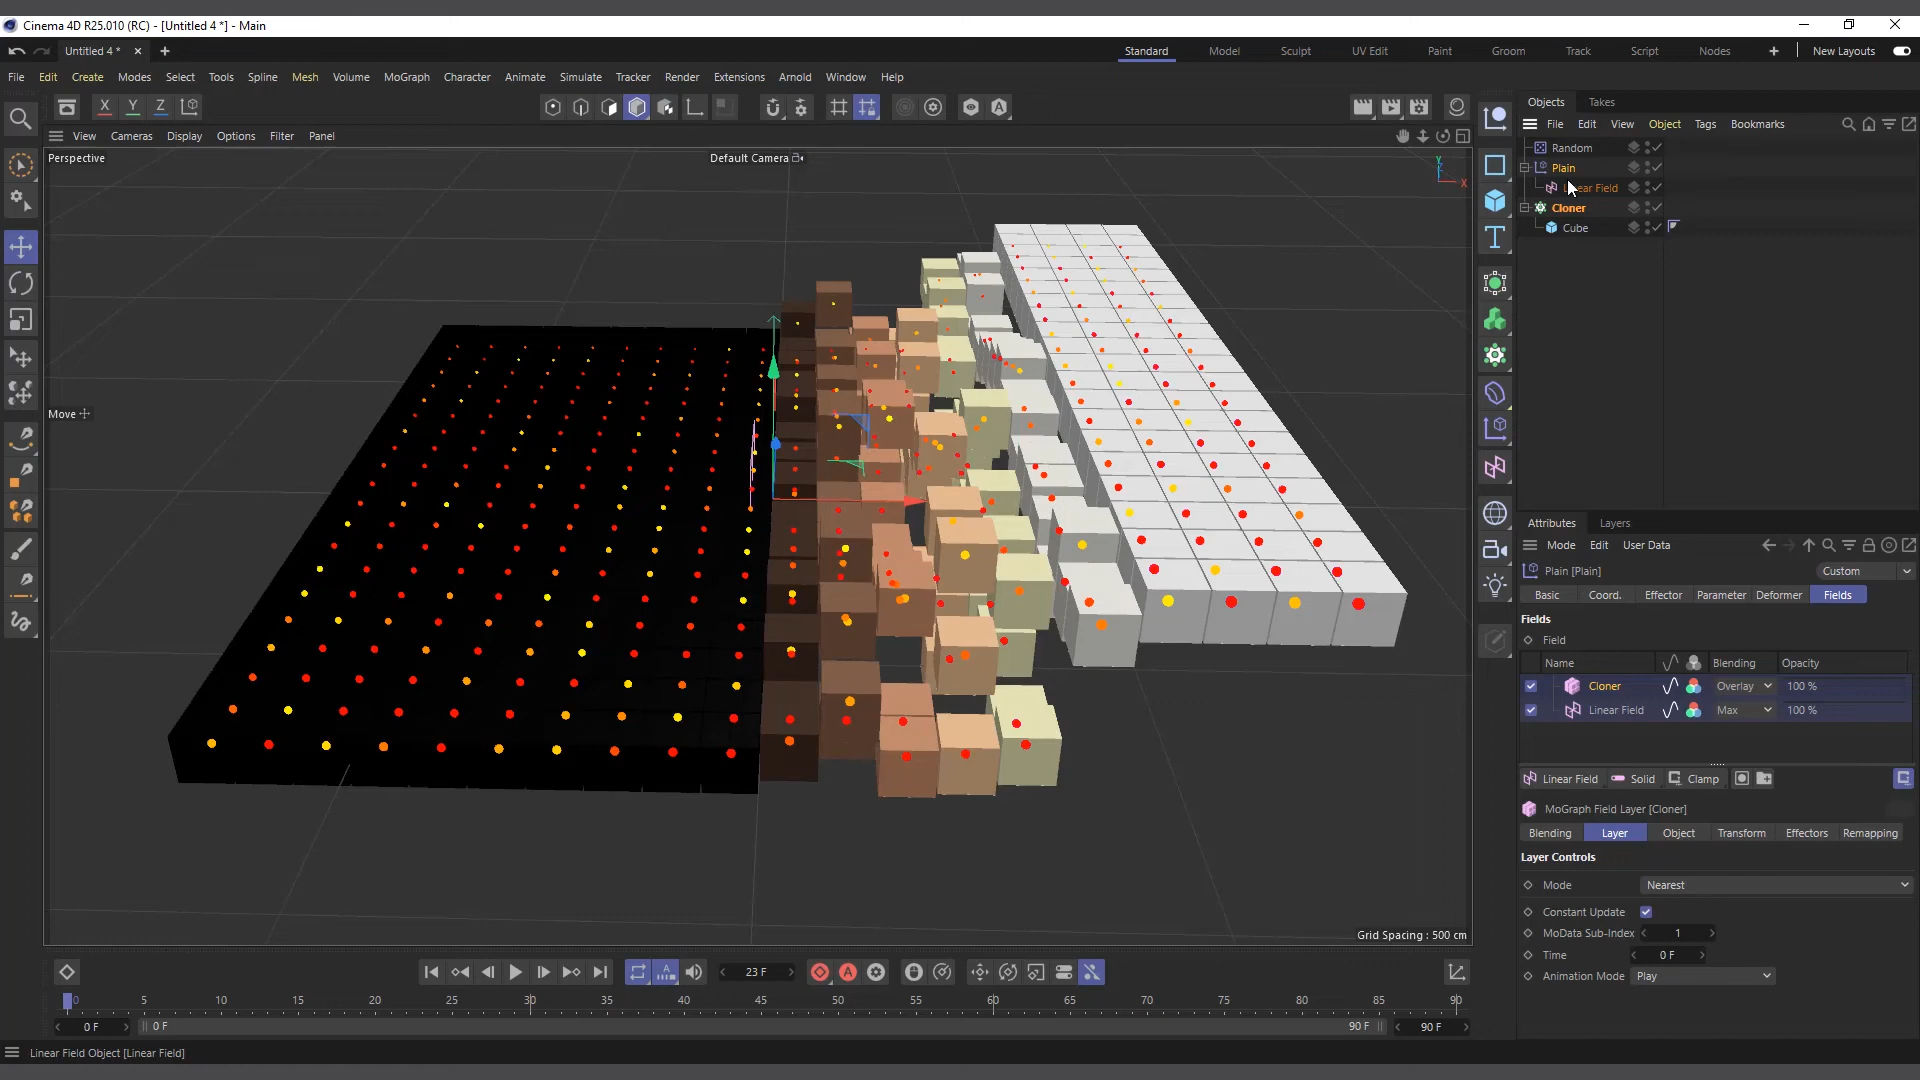 Cinema 4D R25.010 (RC) - [Untitled 4 *] - Main
Untitled 4 *
Standard Model Sculpt UV Edit Paint Groom Track Script Nodes New Layouts
File Edit Create Modes Select Tools Spline Mesh Volume MoGraph Character Animate Simulate Tracker Render Extensions Arnold Window Help
X Y Z
View Cameras Display Options Filter Panel
Perspective
Default Camera
Y
X
Move
Grid Spacing : 500 cm
Objects Takes
File Edit View Object Tags Bookmarks
Random
Plain
Linear Field
Cloner
Cube
Attributes Layers
Mode Edit User Data
Plain [Plain]
Custom
Basic Coord. Effector Parameter Deformer Fields
Fields
Field
Name Blending Opacity
Cloner Overlay 100 %
Linear Field Max 100 %
Linear Field Solid Clamp
MoGraph Field Layer [Cloner]
Blending Layer Object Transform Effectors Remapping
Layer Controls
Mode Nearest
Constant Update
MoData Sub-Index 1
Time 0 F
Animation Mode Play
23 F
0 5 10 15 20 25 30 35 40 45 50 55 60 65 70 75 80 85 90
0 F 0 F 90 F 90 F
Linear Field Object [Linear Field]